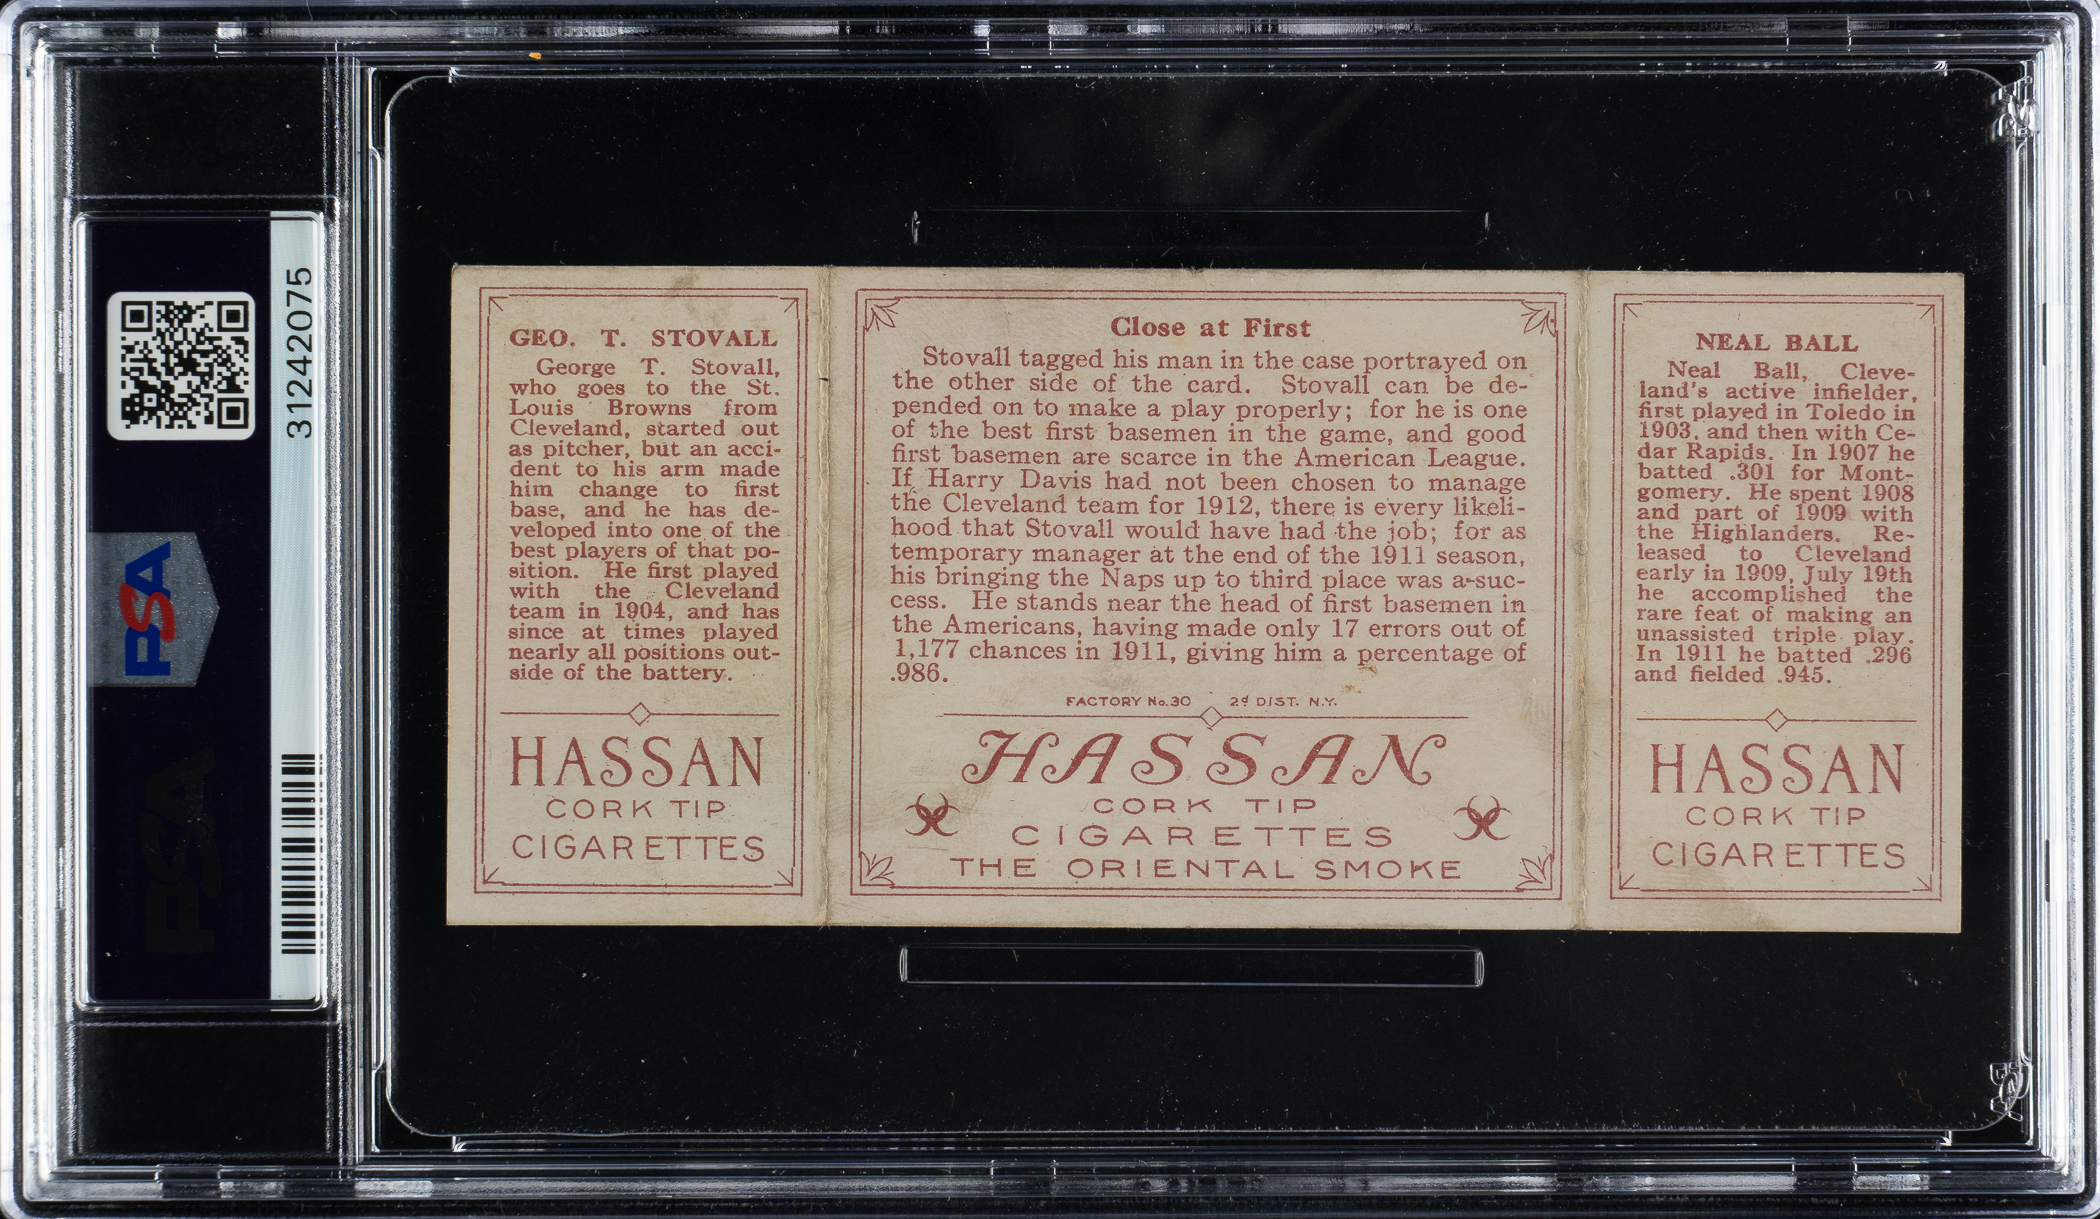 31242075
PSA
PSA
GEO. T. STOVALL
George T. Stovall,
who goes to the St.
Louis Browns from
Cleveland, started out
as pitcher, but an acci-
dent to his arm made
him change to first
base, and he has de-
veloped into one of the
best players of that po-
sition. He first played
with the Cleveland
team in 1904, and has
since at times played
nearly all positions out-
side of the battery.
HASSAN
CORK TIP
CIGARETTES
Close at First
Stovall tagged his man in the case portrayed on
the other side of the card. Stovall can be de-
pended on to make a play properly; for he is one
of the best first basemen in the game, and good
first basemen are scarce in the American League.
If Harry Davis had not been chosen to manage
the Cleveland team for 1912, there is every likeli-
hood that Stovall would have had the job; for as
temporary manager at the end of the 1911 season,
his bringing the Naps up to third place was a suc-
cess. He stands near the head of first basemen in
the Americans, having made only 17 errors out of
1,177 chances in 1911, giving him a percentage of
.986.
FACTORY No. 30 2d DIST. N.Y.
HASSAN
CORK TIP
CIGARETTES
THE ORIENTAL SMOKE
NEAL BALL
Neal Ball, Cleve-
land's active infielder,
first played in Toledo in
1903, and then with Ce-
dar Rapids. In 1907 he
batted .301 for Mont-
gomery. He spent 1908
and part of 1909 with
the Highlanders. Re-
leased to Cleveland
early in 1909, July 19th
he accomplished the
rare feat of making an
unassisted triple play.
In 1911 he batted .296
and fielded .945.
HASSAN
CORK TIP
CIGARETTES